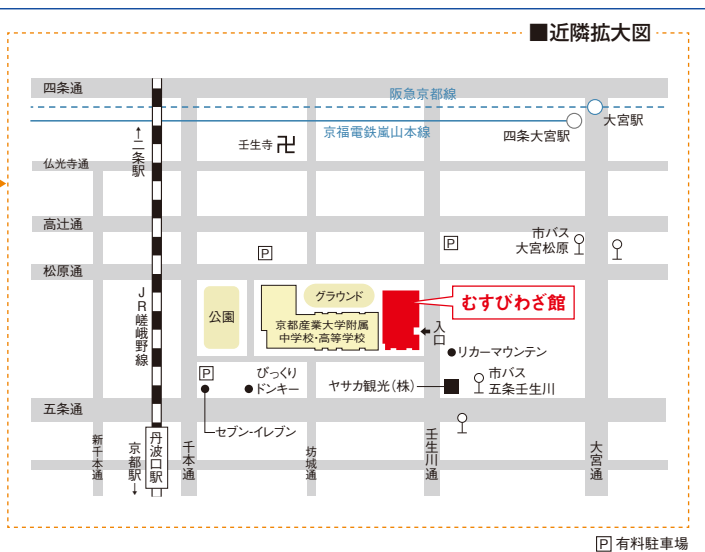 ■近隣拡大図
四条通
阪急京都線
大宮駅
京福電鉄嵐山本線
四条大宮駅
←二条駅
壬生寺卍
仏光寺通
高辻通
市バス
大宮松原
P
P
松原通
JR嵯峨野線
公園
グラウンド
京都産業大学附属
中学校・高等学校
むすびわざ館
←入口
●リカーマウンテン
P
びっくり
●ドンキー
ヤサカ観光(株)
市バス
五条壬生川
五条通
セブン-イレブン
新千本通
京都駅→
丹波口駅
千本通
坊城通
壬生川通
大宮通
P 有料駐車場